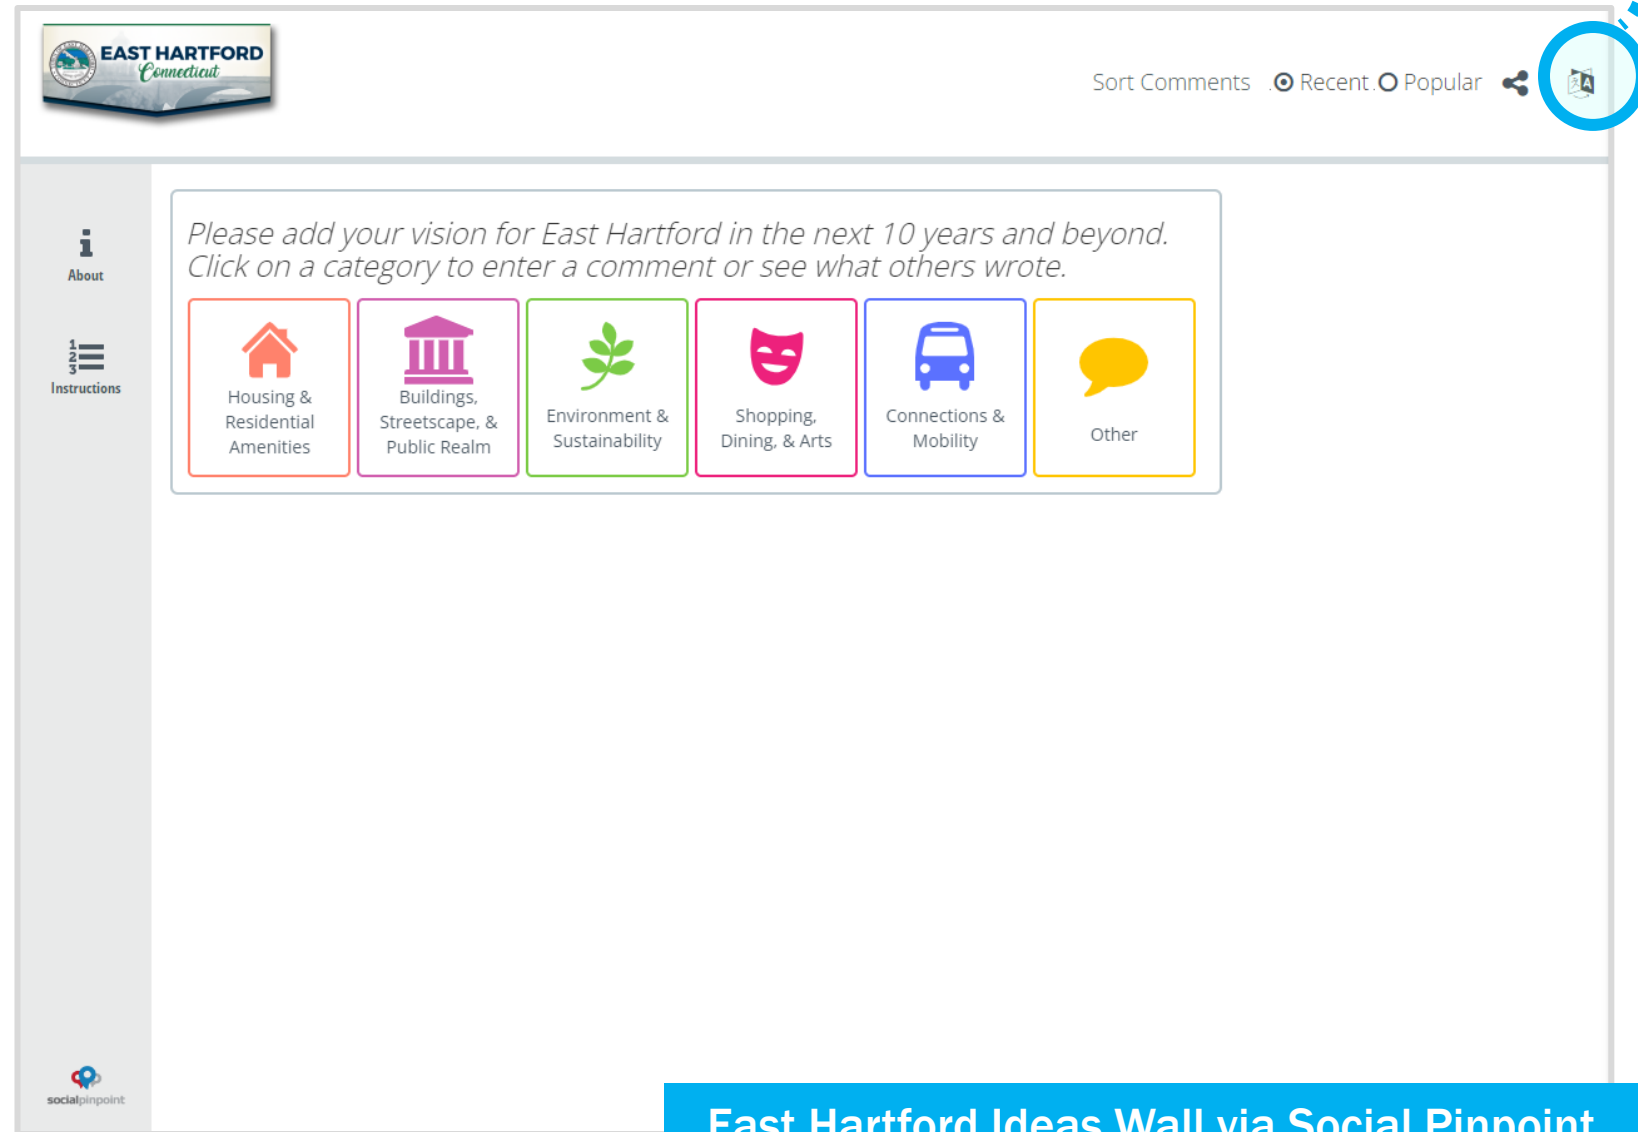 EAST HARTFORD
Connecticut
Sort Comments Recent Popular
About
1
2
3
Instructions
Please add your vision for East Hartford in the next 10 years and beyond.
Click on a category to enter a comment or see what others wrote.
Housing &
Residential
Amenities
Buildings,
Streetscape, &
Public Realm
Environment &
Sustainability
Shopping,
Dining, & Arts
Connections &
Mobility
Other
socialpinpoint
East Hartford Ideas Wall via Social Pinpoint